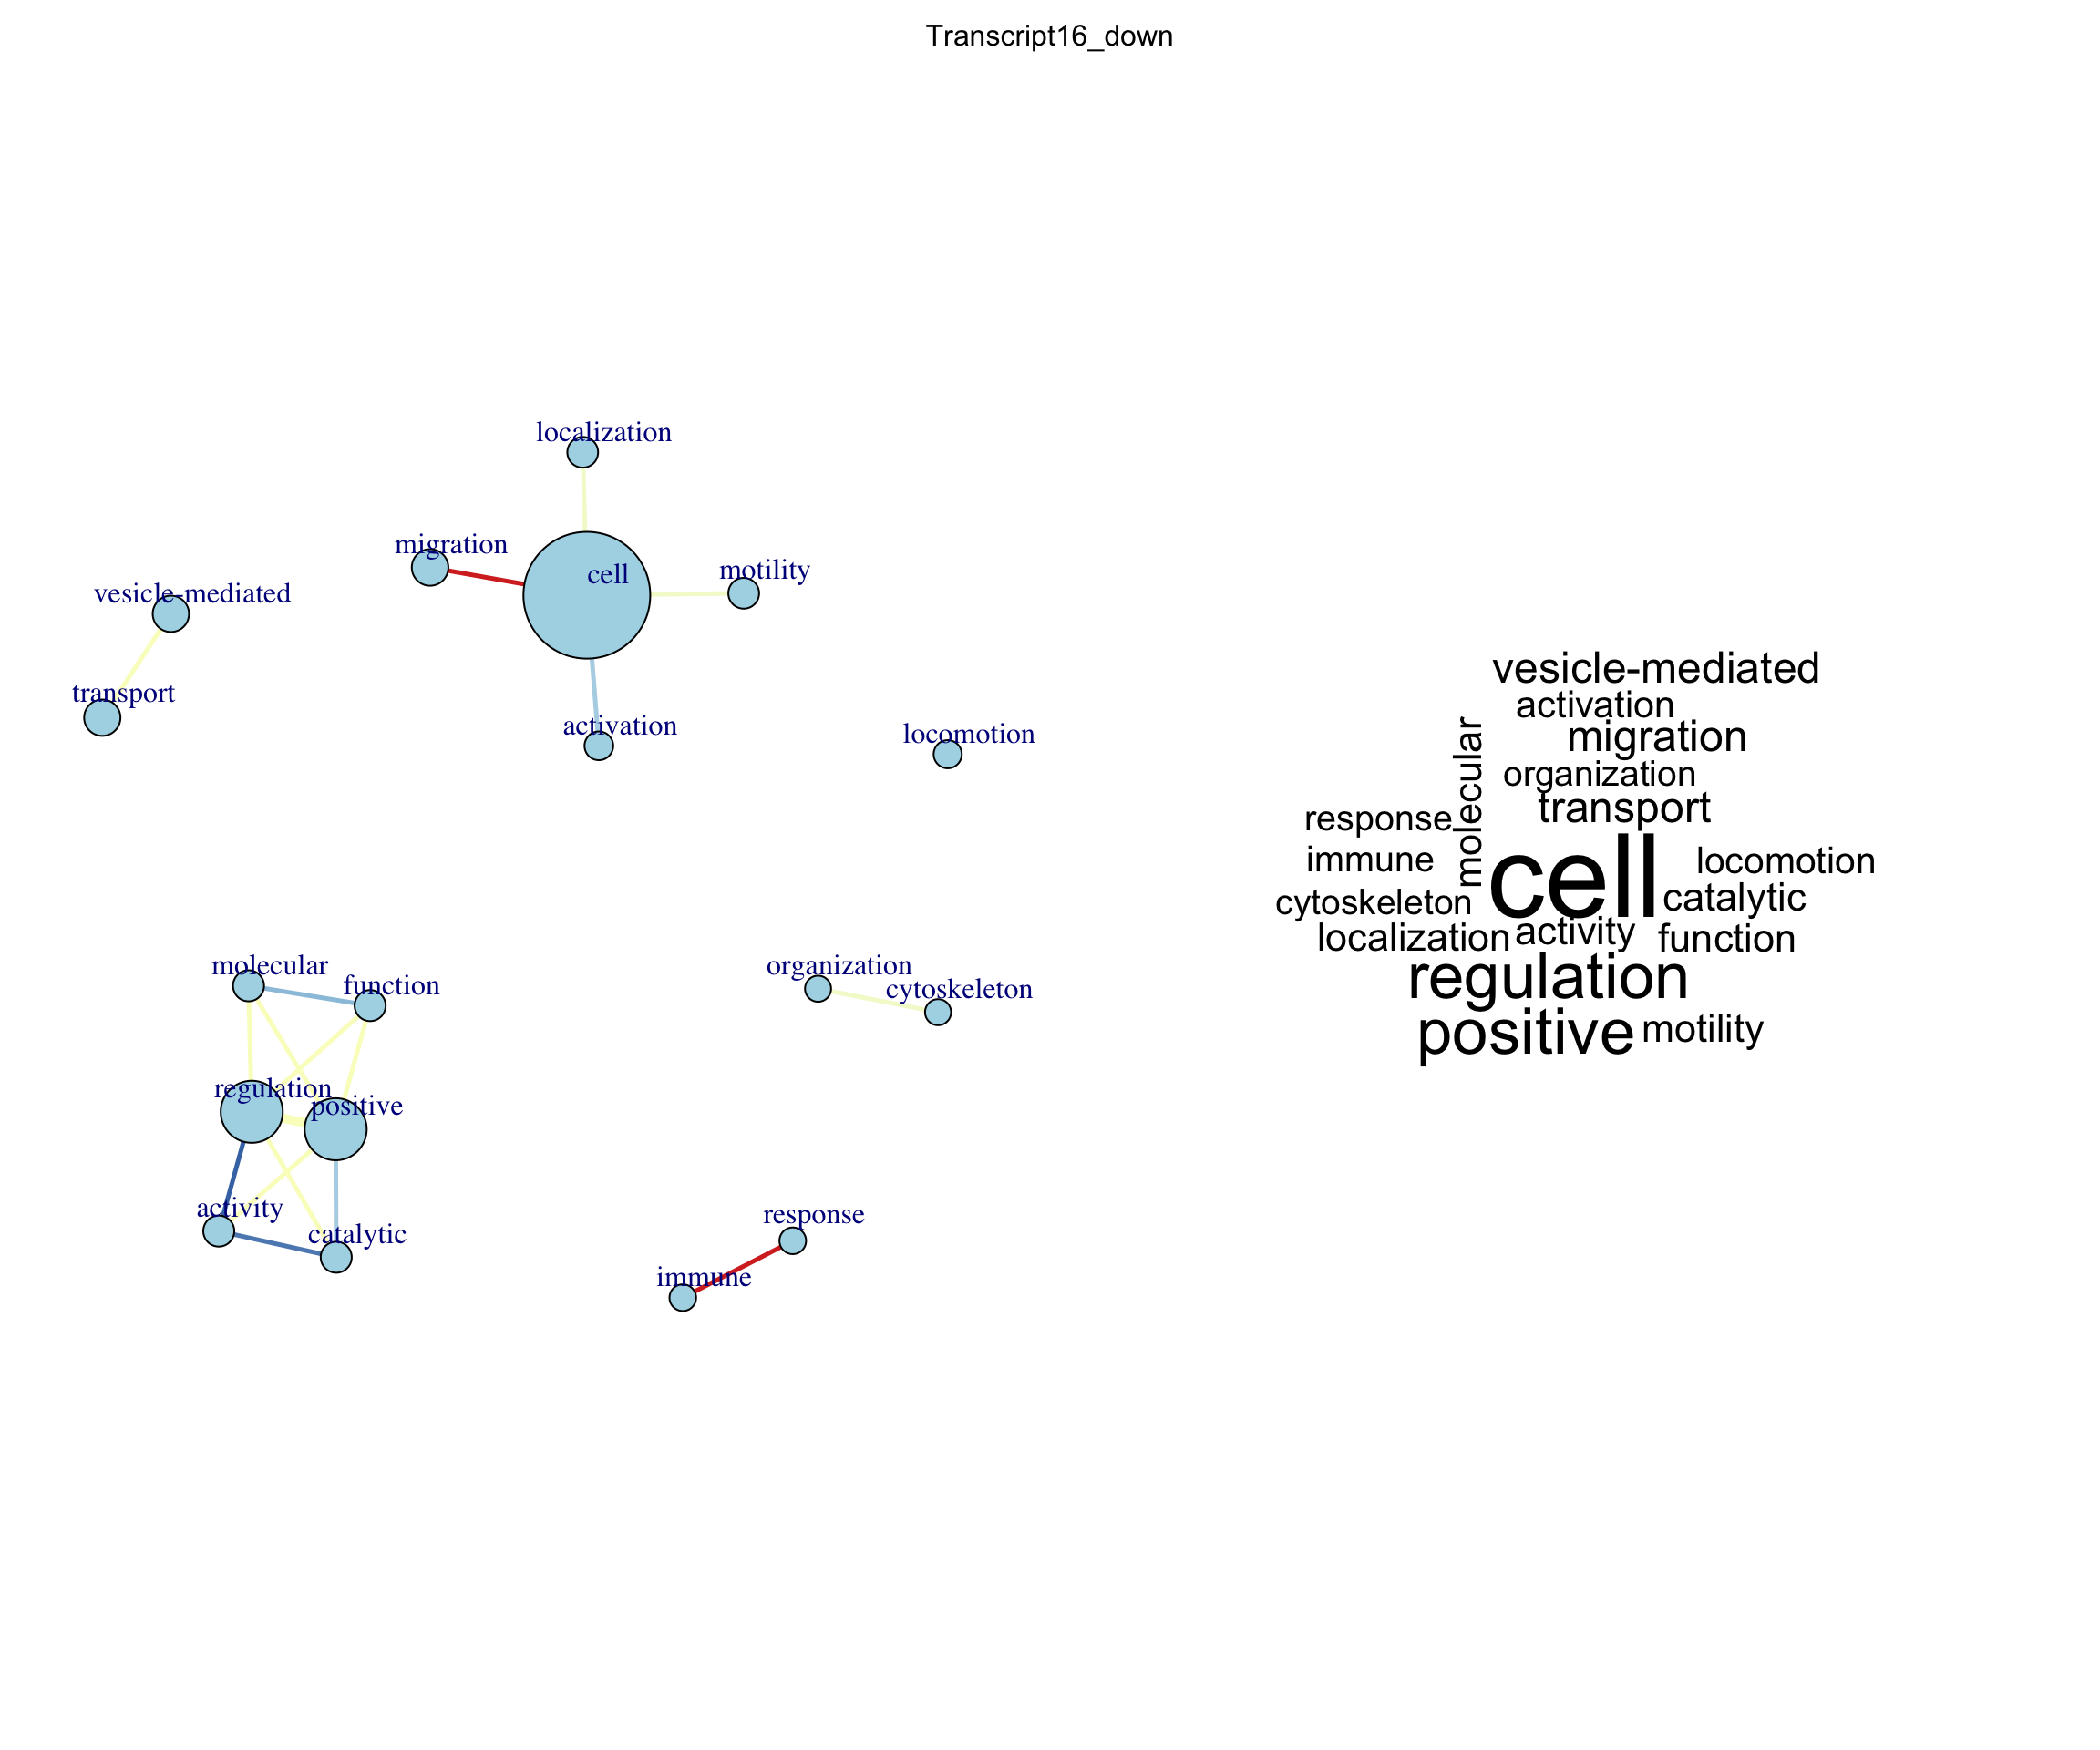 Transcript16_down
localization
migration
cell
motility
vesicle-mediated
transport
activation
locomotion
molecular
function
organization
cytoskeleton
regulation
positive
activity
catalytic
response
immune
vesicle-mediated
activation
migration
molecular
organization
transport
response
immune
cell
locomotion
cytoskeleton
catalytic
localization
activity
function
regulation
positive
motility